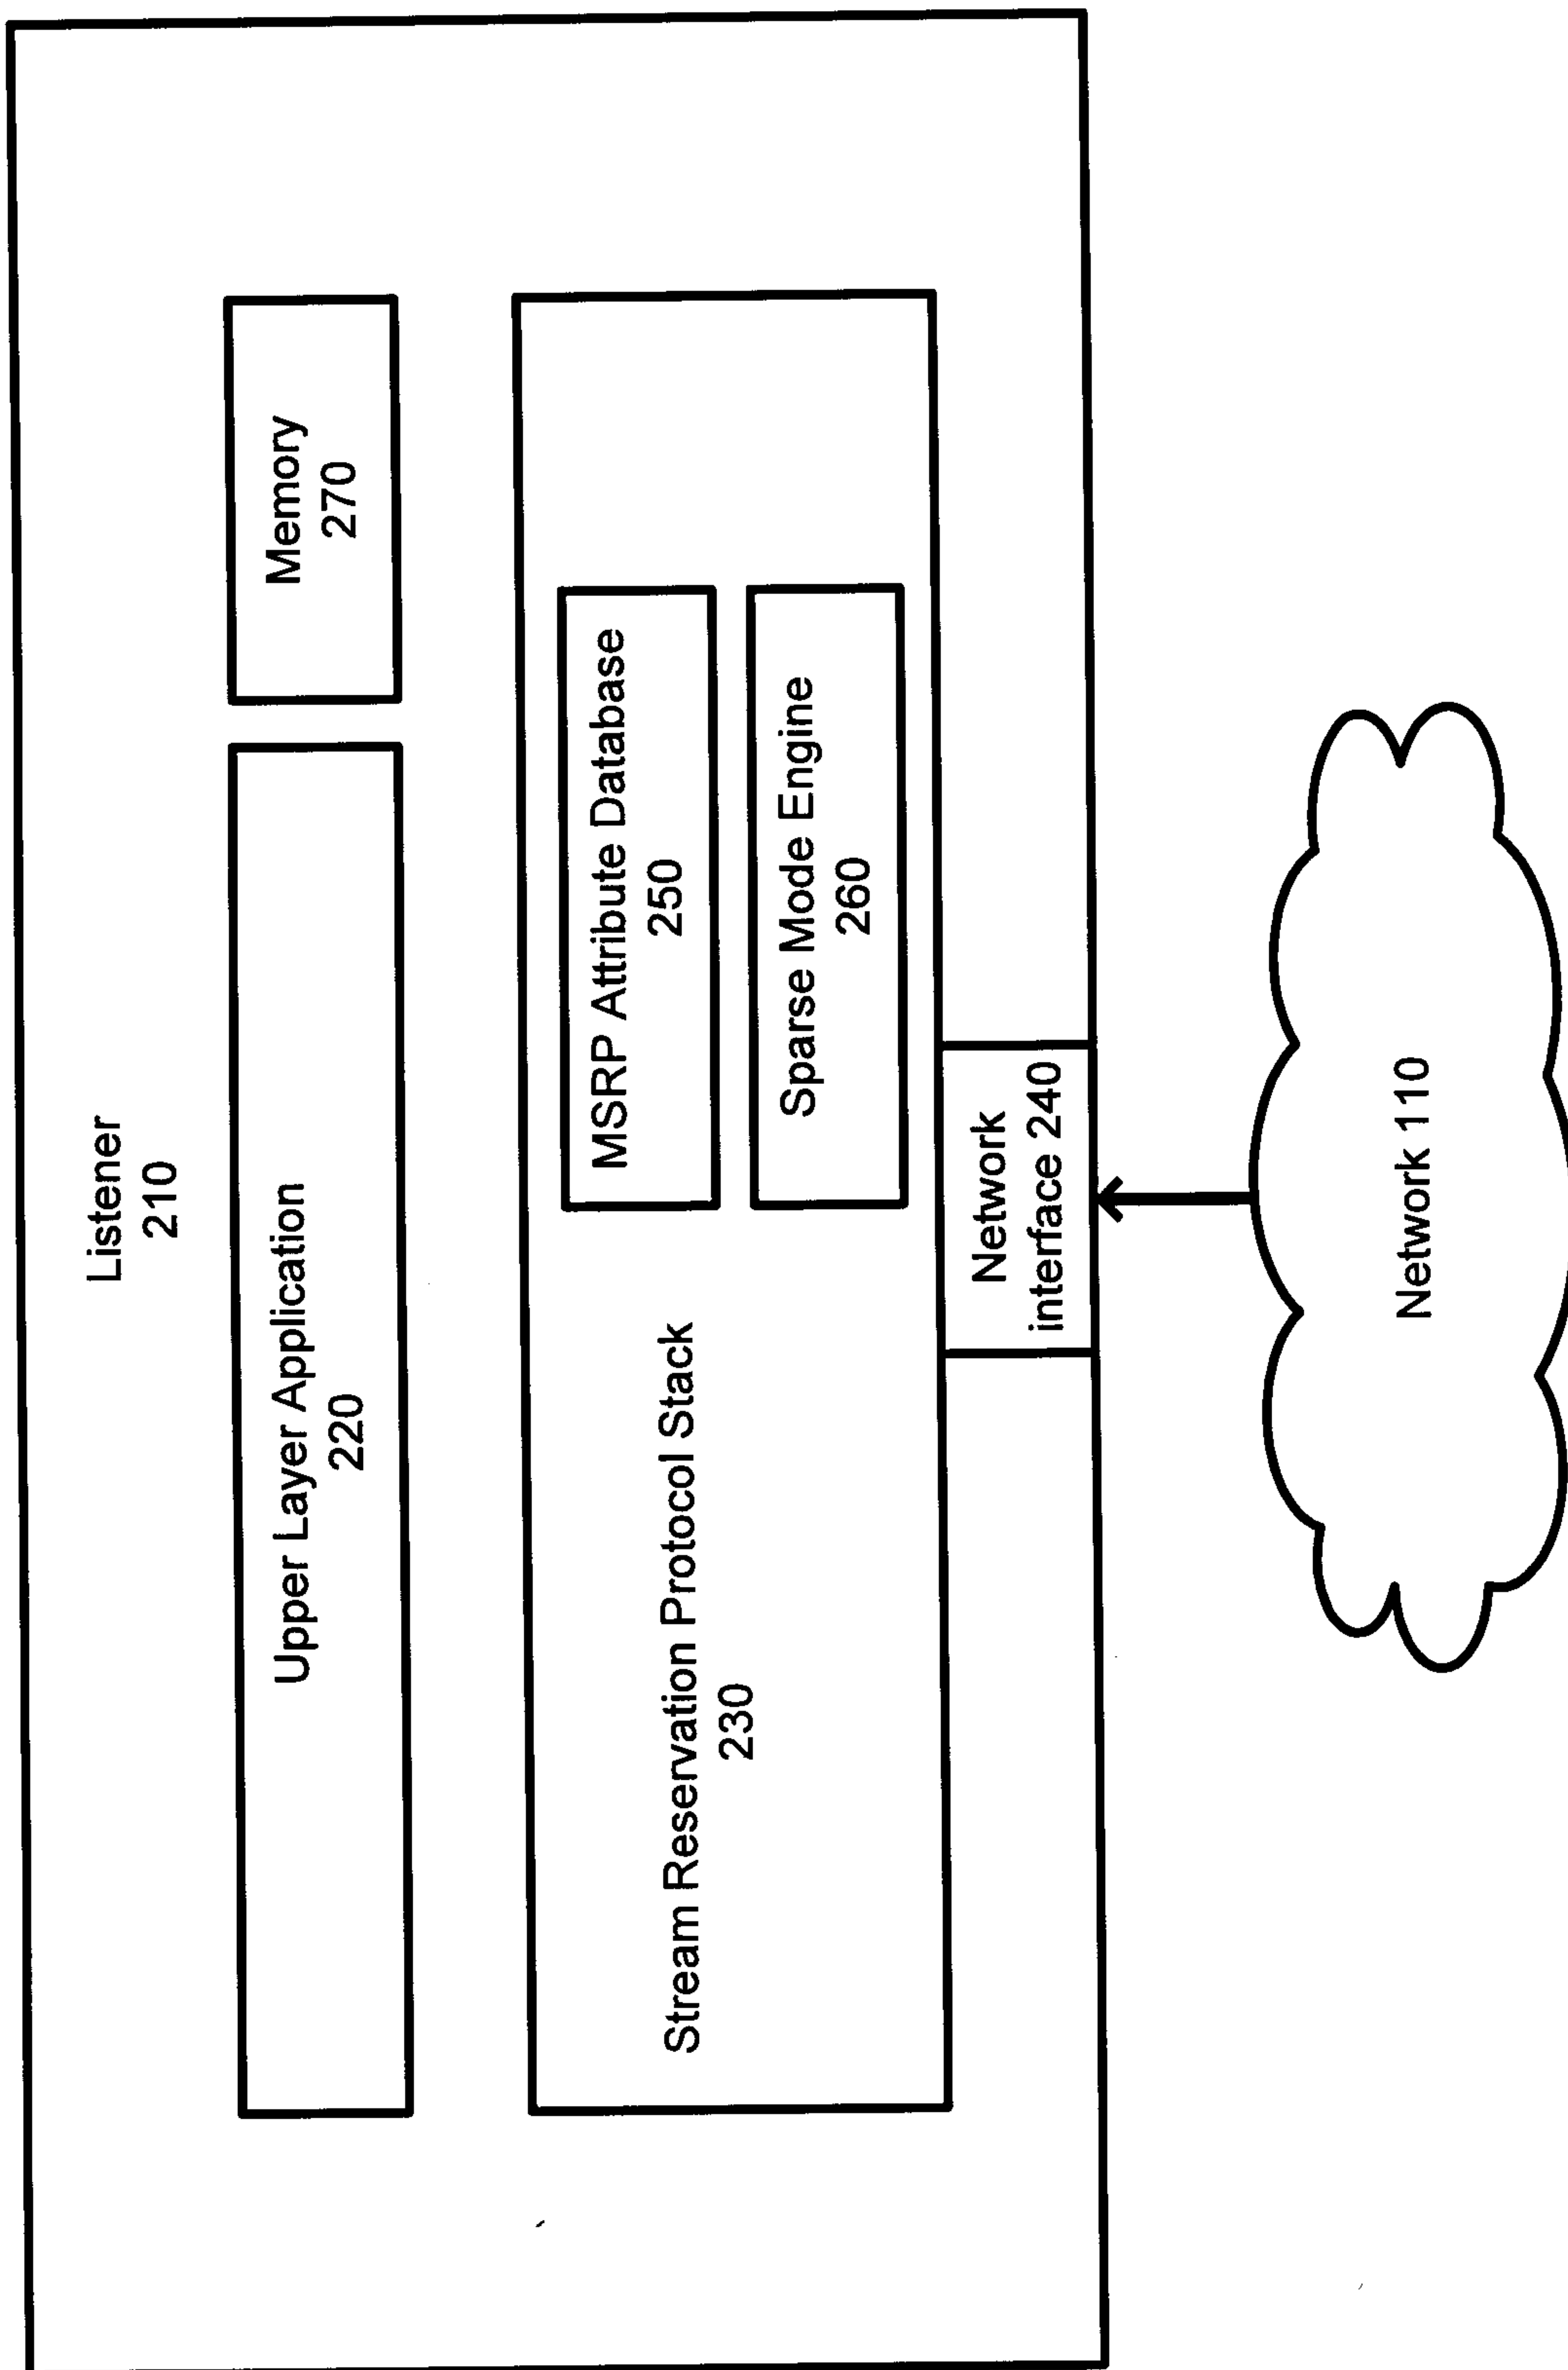 Listener
210
Upper Layer Application
220
Memory
270
Stream Reservation Protocol Stack
230
MSRP Attribute Database
250
Sparse Mode Engine
260
Network
interface 240
Network 110